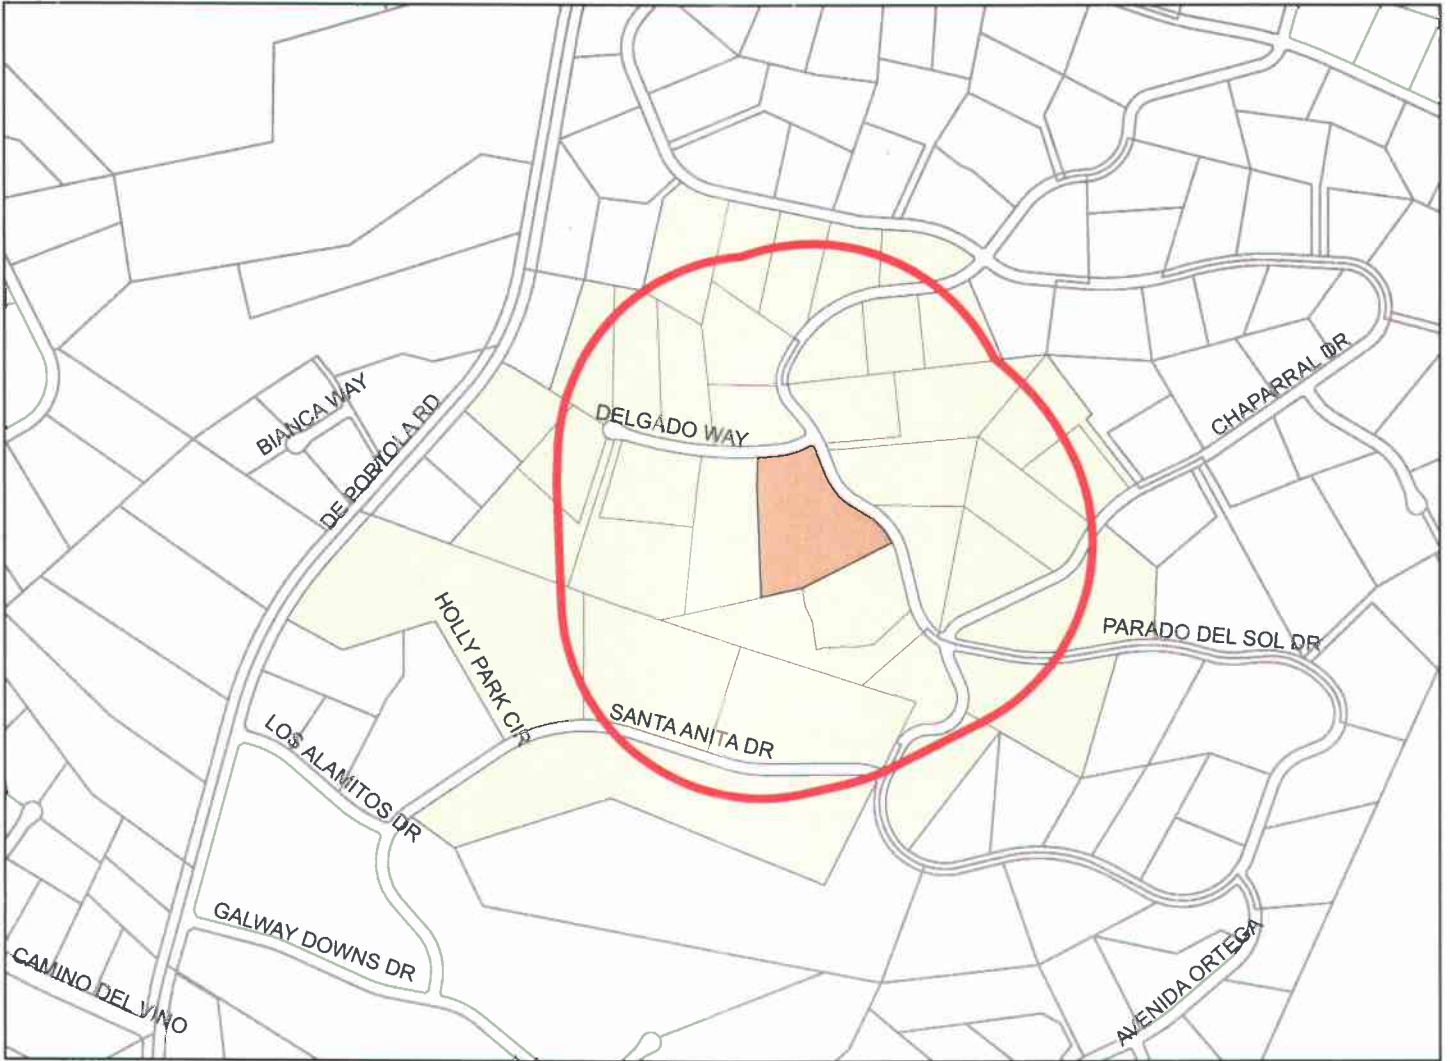 CHAPARRAL DR
BIANCA WAY
DE PORTOLA RD
DELGADO WAY
HOLLY PARK CIR
PARADO DEL SOL DR
SANTA ANITA DR
LOS ALAMITOS DR
GALWAY DOWNS DR
CAMINO DEL VINO
AVENIDA ORTEGA